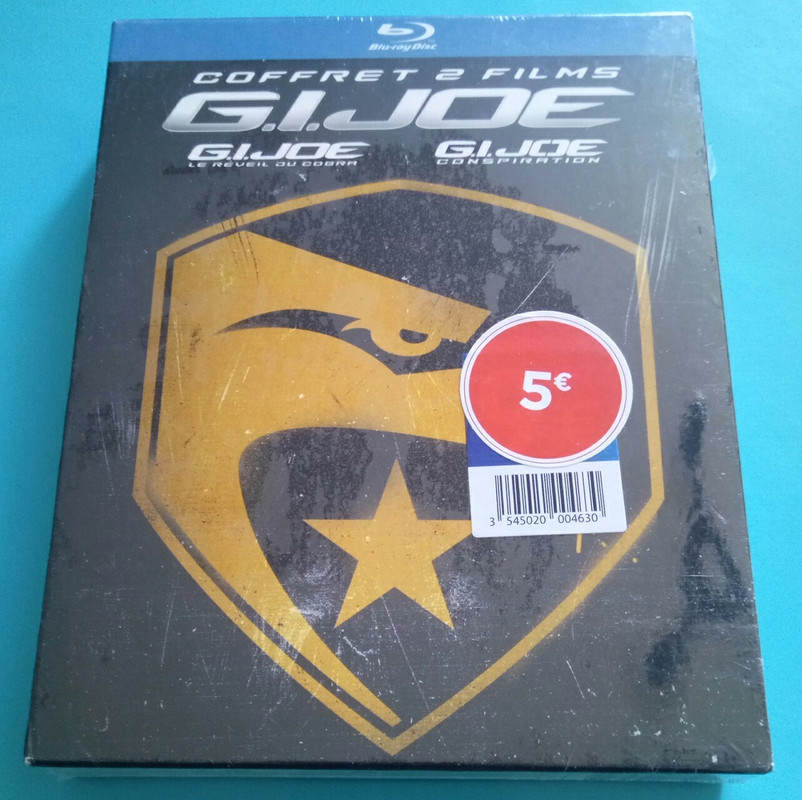 Blu-ray Disc
COFFRET 2 FILMS
G.I.JOE
G.I.JOE
LE RÉVEIL DU COBRA
G.I.JOE
CONSPIRATION
5€
3 545020 004630